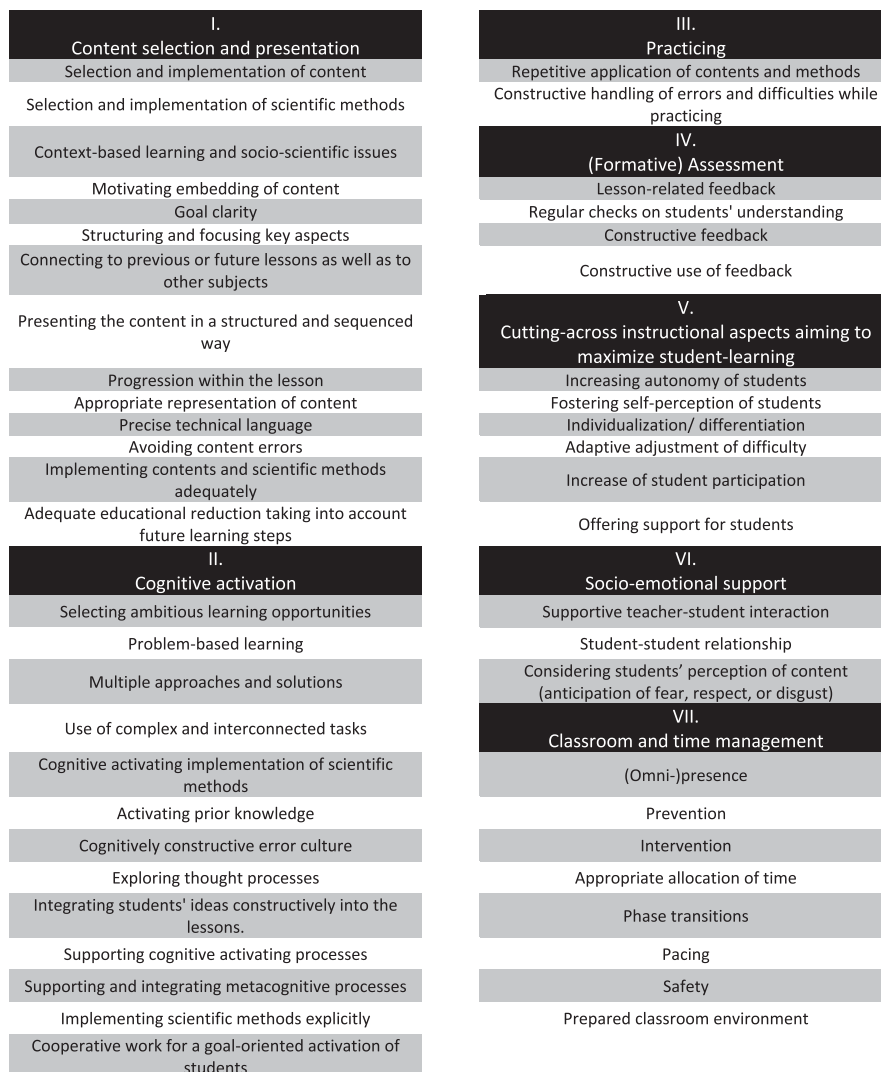 I.
Content selection and presentation
Selection and implementation of content
Selection and implementation of scientific methods
Context-based learning and socio-scientific issues
Motivating embedding of content
Goal clarity
Structuring and focusing key aspects
Connecting to previous or future lessons as well as to
other subjects
Presenting the content in a structured and sequenced
way
Progression within the lesson
Appropriate representation of content
Precise technical language
Avoiding content errors
Implementing contents and scientific methods
adequately
Adequate educational reduction taking into account
future learning steps
II.
Cognitive activation
Selecting ambitious learning opportunities
Problem-based learning
Multiple approaches and solutions
Use of complex and interconnected tasks
Cognitive activating implementation of scientific
methods
Activating prior knowledge
Cognitively constructive error culture
Exploring thought processes
Integrating students' ideas constructively into the
lessons.
Supporting cognitive activating processes
Supporting and integrating metacognitive processes
Implementing scientific methods explicitly
Cooperative work for a goal-oriented activation of
students
III.
Practicing
Repetitive application of contents and methods
Constructive handling of errors and difficulties while
practicing
IV.
(Formative) Assessment
Lesson-related feedback
Regular checks on students' understanding
Constructive feedback
Constructive use of feedback
V.
Cutting-across instructional aspects aiming to
maximize student-learning
Increasing autonomy of students
Fostering self-perception of students
Individualization/ differentiation
Adaptive adjustment of difficulty
Increase of student participation
Offering support for students
VI.
Socio-emotional support
Supportive teacher-student interaction
Student-student relationship
Considering students’ perception of content
(anticipation of fear, respect, or disgust)
VII.
Classroom and time management
(Omni-)presence
Prevention
Intervention
Appropriate allocation of time
Phase transitions
Pacing
Safety
Prepared classroom environment